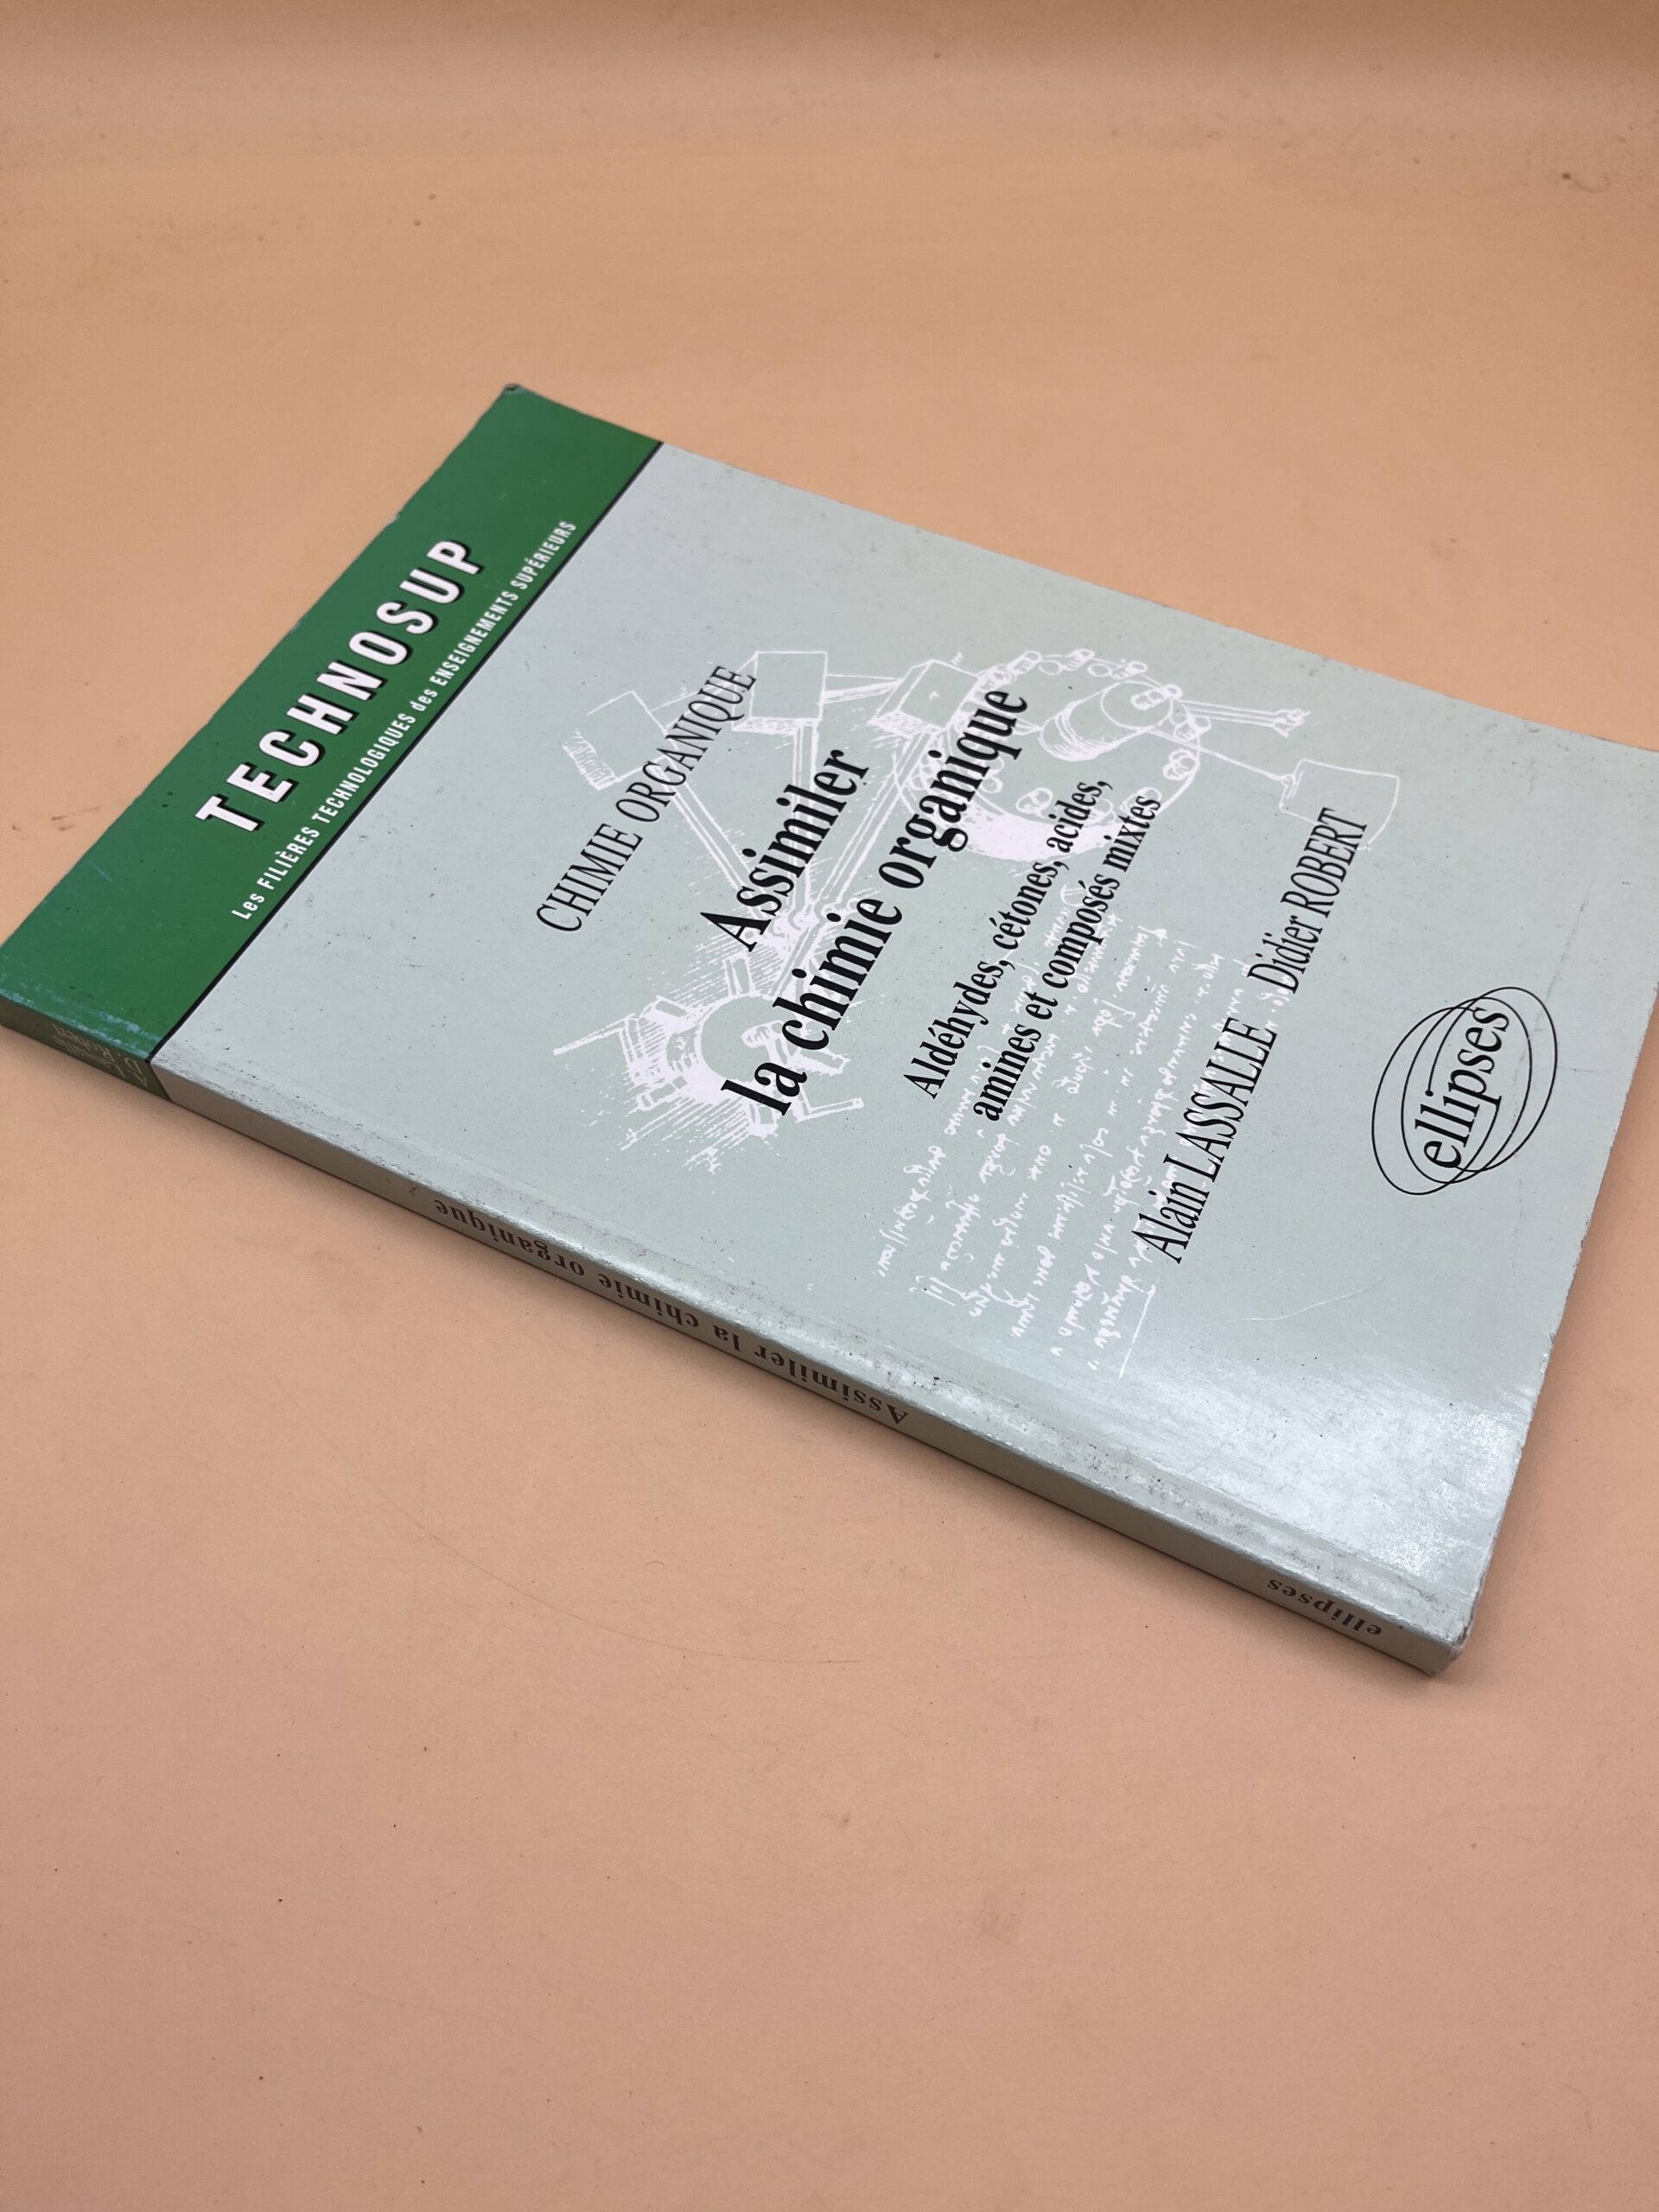 TECHNOSUP
Les FILIÈRES TECHNOLOGIQUES des ENSEIGNEMENTS SUPÉRIEURS
CHIMIE ORGANIQUE
Assimiler
la chimie organique
Aldéhydes, cétones, acides,
amines et composés mixtes
Alain LASSALLE Didier ROBERT
ellipses
D. Robert
Assimiler la chimie organique
ellipses